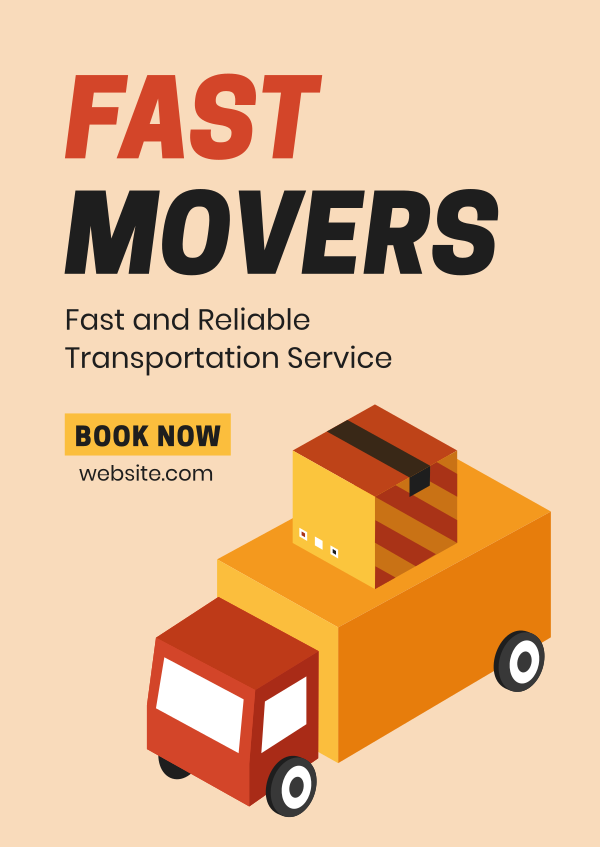 FAST
MOVERS
Fast and Reliable
Transportation Service
BOOK NOW
website.com